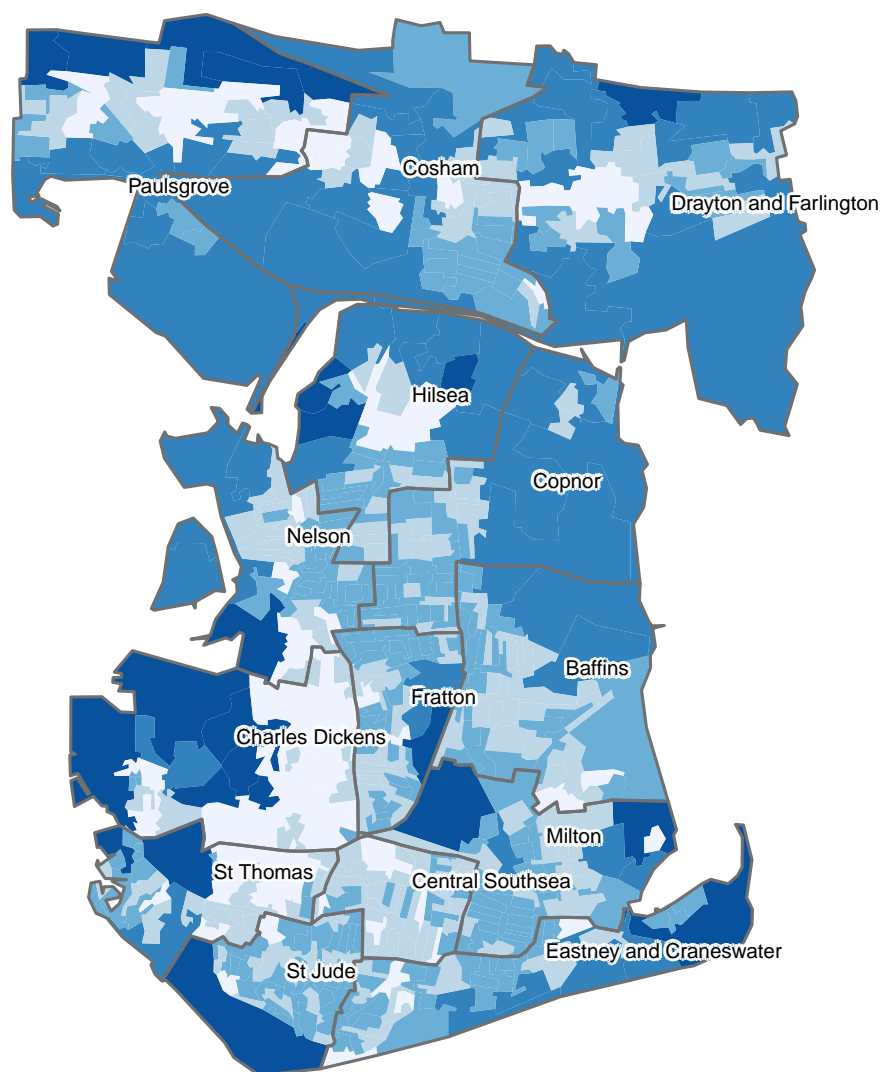 Cosham
Paulsgrove
Drayton and Farlington
Hilsea
Copnor
Nelson
Baffins
Fratton
Charles Dickens
Milton
St Thomas
Central Southsea
Eastney and Craneswater
St Jude